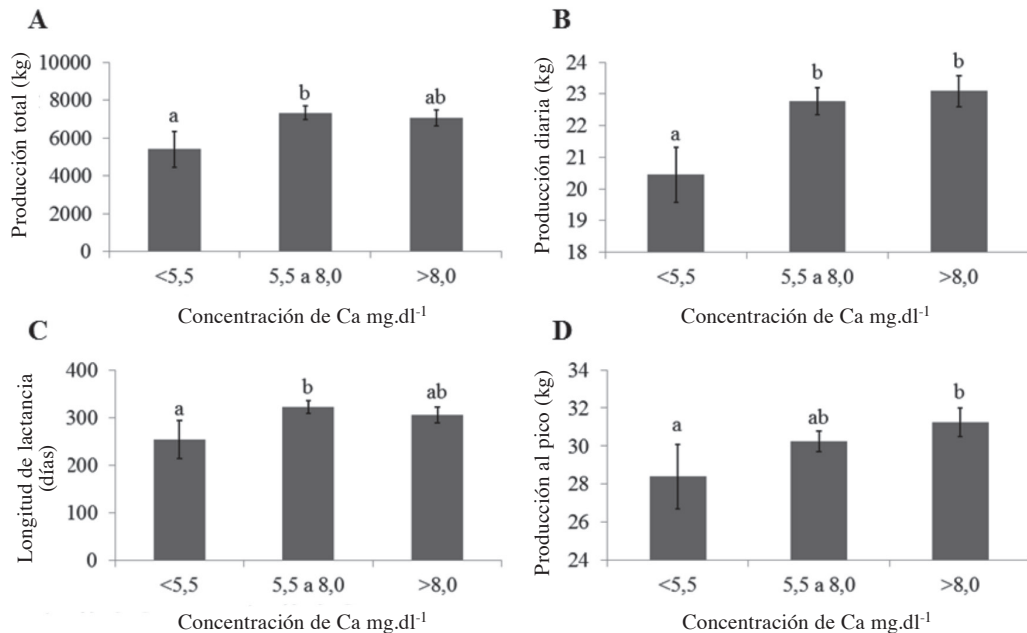 A
Producción total (kg)
10000
8000
6000
4000
2000
0
a
b
ab
<5,5
5,5 a 8,0
>8,0
Concentración de Ca mg.dl-1
B
Producción diaria (kg)
24
23
22
21
20
19
18
a
b
b
<5,5
5,5 a 8,0
>8,0
Concentración de Ca mg.dl-1
C
Longitud de lactancia
(días)
400
300
200
100
0
a
b
ab
<5,5
5,5 a 8,0
>8,0
Concentración de Ca mg.dl-1
D
Producción al pico (kg)
34
32
30
28
26
24
a
ab
b
<5,5
5,5 a 8,0
>8,0
Concentración de Ca mg.dl-1